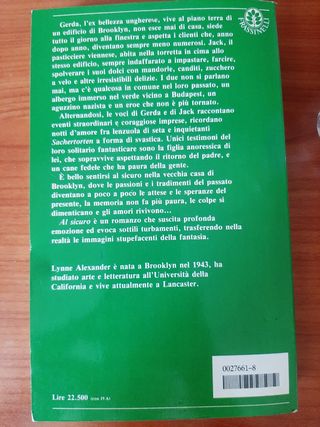 PASSIGLI
Gerda, l'ex bellezza ungherese, vive al piano terra di
un edificio di Brooklyn, non esce mai di casa, siede
tutto il giorno alla finestra e aspetta i clienti che, anno
dopo anno, diventano sempre meno numerosi. Jack, il
pasticciere viennese, abita nella torretta in cima allo
stesso edificio, sempre indaffarato a impastare, farcire,
spolverare i suoi dolci con mandorle, canditi, zucchero
a velo e altre irresistibili delizie. I due non si parlano
mai, ma c'è qualcosa in comune nel loro passato, un
albergo immerso nel verde vicino a Budapest, un
aguzzino nazista e un eroe che non è più tornato.
Alternandosi, le voci di Gerda e di Jack raccontano
eventi straordinari e coraggiose imprese, ricordano
notti d'amore fra lenzuola di seta e inquietanti
Sachertorten a forma di svastica. Unici testimoni del
loro solitario fantasticare sono la figlia anoressica di
lei, che sopravvive aspettando il ritorno del padre, e
un cane fedele che ha paura della gente.
È bello sentirsi al sicuro nella vecchia casa di
Brooklyn, dove le passioni e i tradimenti del passato
diventano a poco a poco le attese e le speranze del
presente, la memoria non fa più paura, le colpe si
dimenticano e gli amori rivivono...
Al sicuro è un romanzo che suscita profonda
emozione ed evoca sottili turbamenti, trasferendo nella
realtà le immagini stupefacenti della fantasia.
Lynne Alexander è nata a Brooklyn nel 1943, ha
studiato arte e letteratura all'Università della
California e vive attualmente a Lancaster.
0027661-8
Lire 22.500 (con IVA)